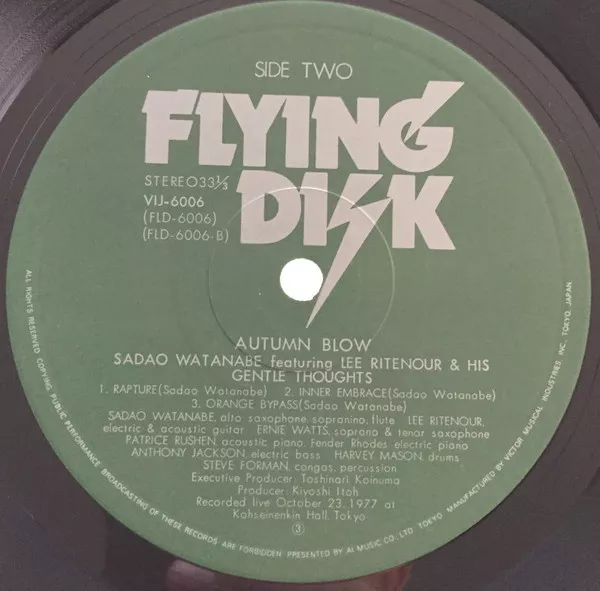 SIDE TWO
FLYING
DISK
STEREO33⅓
VIJ-6006
(FLD-6006)
(FLD-6006-B)
AUTUMN BLOW
SADAO WATANABE featuring LEE RITENOUR & HIS
GENTLE THOUGHTS
1. RAPTURE(Sadao Watanabe) 2. INNER EMBRACE(Sadao Watanabe)
3. ORANGE BYPASS(Sadao Watanabe)
SADAO WATANABE, alto saxophone sopranino, flute LEE RITENOUR,
electric & acoustic guitar ERNIE WATTS, soprano & tenor saxophone
PATRICE RUSHEN, acoustic piano, Fender Rhodes electric piano
ANTHONY JACKSON, electric bass HARVEY MASON, drums
STEVE FORMAN, congas, percussion
Executive Producer: Toshinari Koinuma
Producer: Kiyoshi Itoh
Recorded live October 23, 1977 at
Kohseinenkin Hall, Tokyo
③
ALL RIGHTS RESERVED COPYING PUBLIC PERFORMANCE BROADCASTING OF THESE RECORDS ARE FORBIDDEN PRESENTED BY AI MUSIC CO., LTD. TOKYO. MANUFACTURED BY VICTOR MUSICAL INDUSTRIES, INC. TOKYO, JAPAN